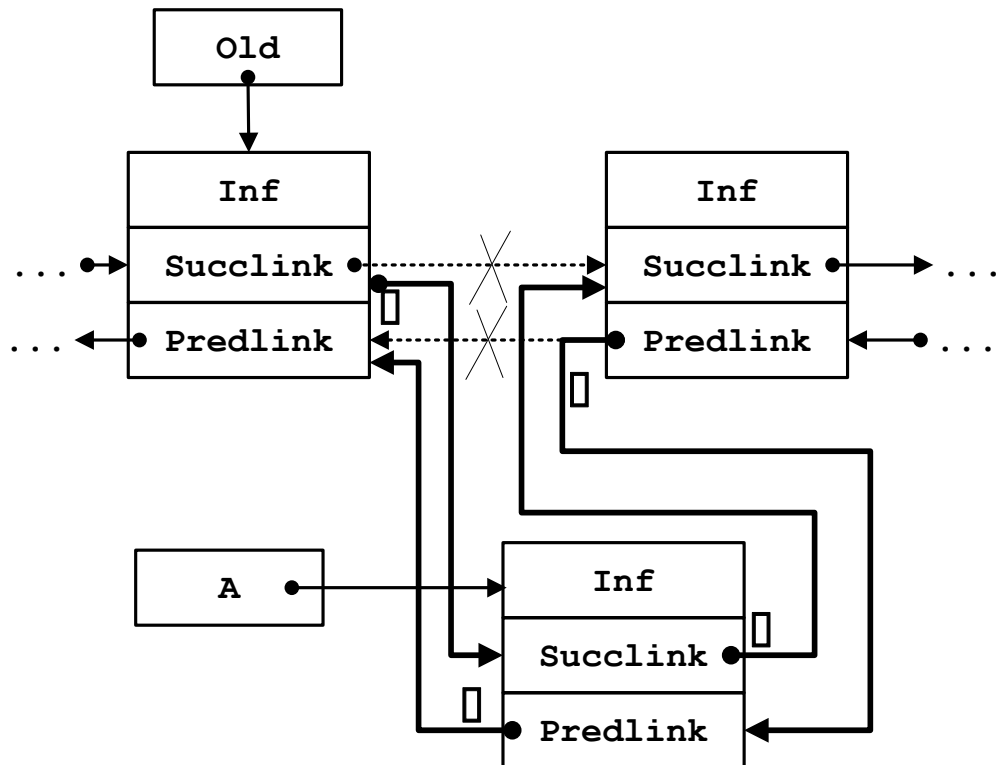 Old
Inf Inf
... Succlink Succlink ...
... Predlink Predlink ...
A
Inf
Succlink
Predlink